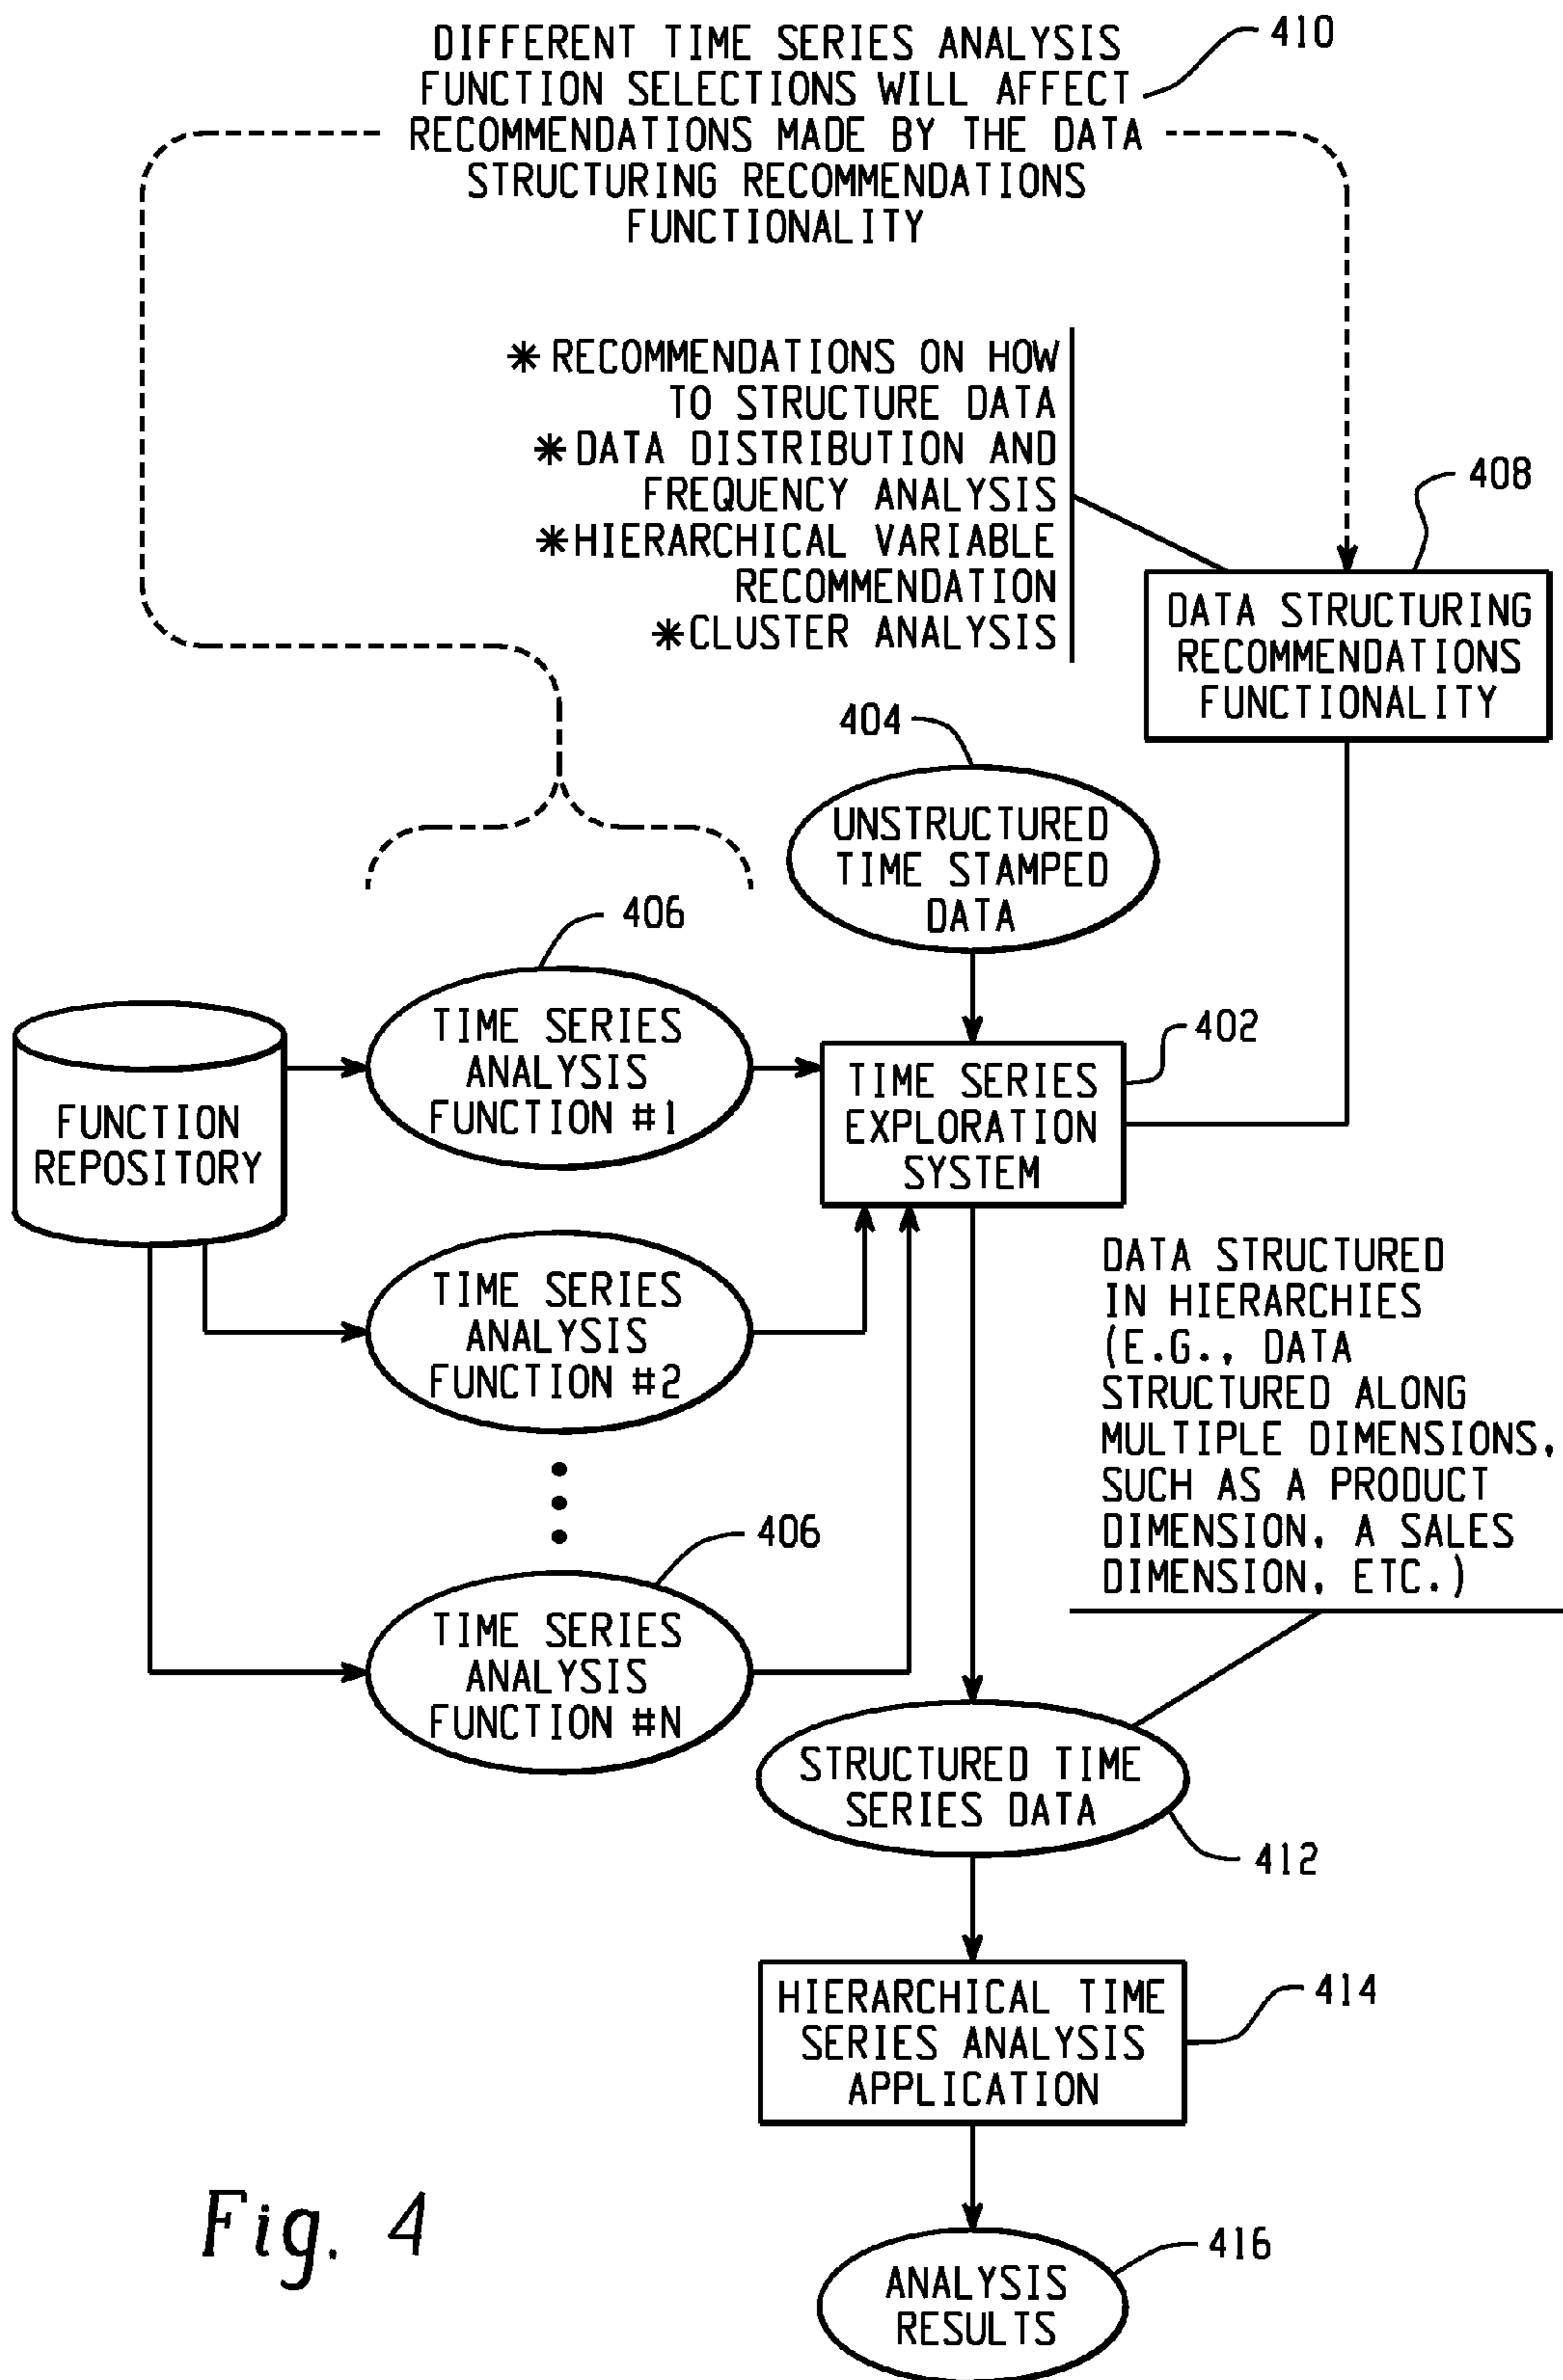 DIFFERENT TIME SERIES ANALYSIS
FUNCTION SELECTIONS WILL AFFECT
RECOMMENDATIONS MADE BY THE DATA
STRUCTURING RECOMMENDATIONS
FUNCTIONALITY
410
* RECOMMENDATIONS ON HOW
TO STRUCTURE DATA
* DATA DISTRIBUTION AND
FREQUENCY ANALYSIS
* HIERARCHICAL VARIABLE
RECOMMENDATION
* CLUSTER ANALYSIS
408
DATA STRUCTURING
RECOMMENDATIONS
FUNCTIONALITY
404
UNSTRUCTURED
TIME STAMPED
DATA
406
TIME SERIES
ANALYSIS
FUNCTION #1
402
TIME SERIES
EXPLORATION
SYSTEM
FUNCTION
REPOSITORY
TIME SERIES
ANALYSIS
FUNCTION #2
DATA STRUCTURED
IN HIERARCHIES
(E.G., DATA
STRUCTURED ALONG
MULTIPLE DIMENSIONS,
SUCH AS A PRODUCT
DIMENSION, A SALES
DIMENSION, ETC.)
406
TIME SERIES
ANALYSIS
FUNCTION #N
STRUCTURED TIME
SERIES DATA
412
HIERARCHICAL TIME
SERIES ANALYSIS
APPLICATION
414
ANALYSIS
RESULTS
416
Fig. 4